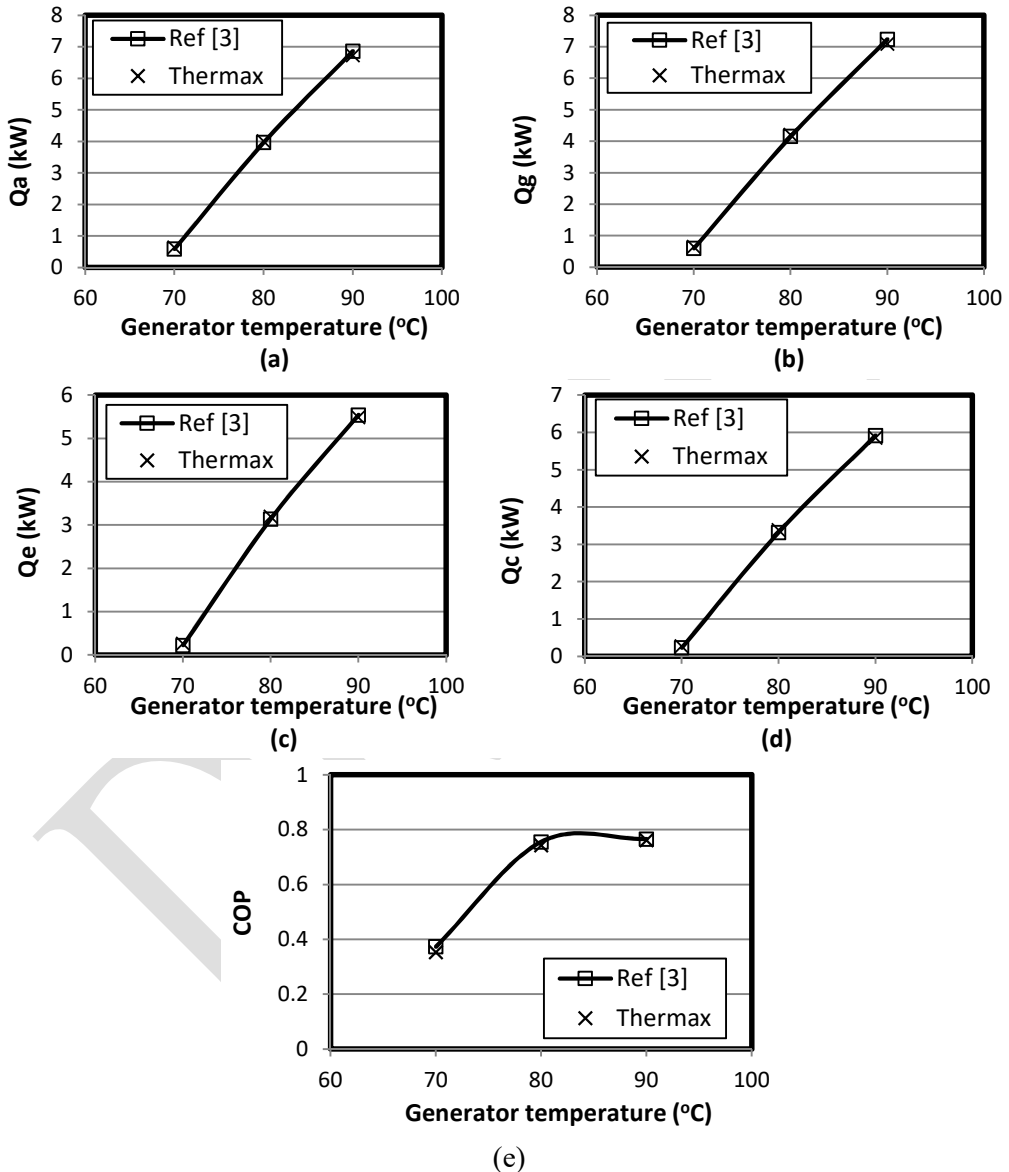 8
7
6
5
4
3
2
1
0
Qa (kW)
Ref [3]
Thermax
60 70 80 90 100
Generator temperature (ᵒC)
(a)
8
7
6
5
4
3
2
1
0
Qg (kW)
Ref [3]
Thermax
60 70 80 90 100
Generator temperature (ᵒC)
(b)
6
5
4
3
2
1
0
Qe (kW)
Ref [3]
Thermax
60 70 80 90 100
Generator temperature (ᵒC)
(c)
7
6
5
4
3
2
1
0
Qc (kW)
Ref [3]
Thermax
60 70 80 90 100
Generator temperature (ᵒC)
(d)
1
0.8
0.6
0.4
0.2
0
COP
Ref [3]
Thermax
60 70 80 90 100
Generator temperature (ᵒC)
(e)